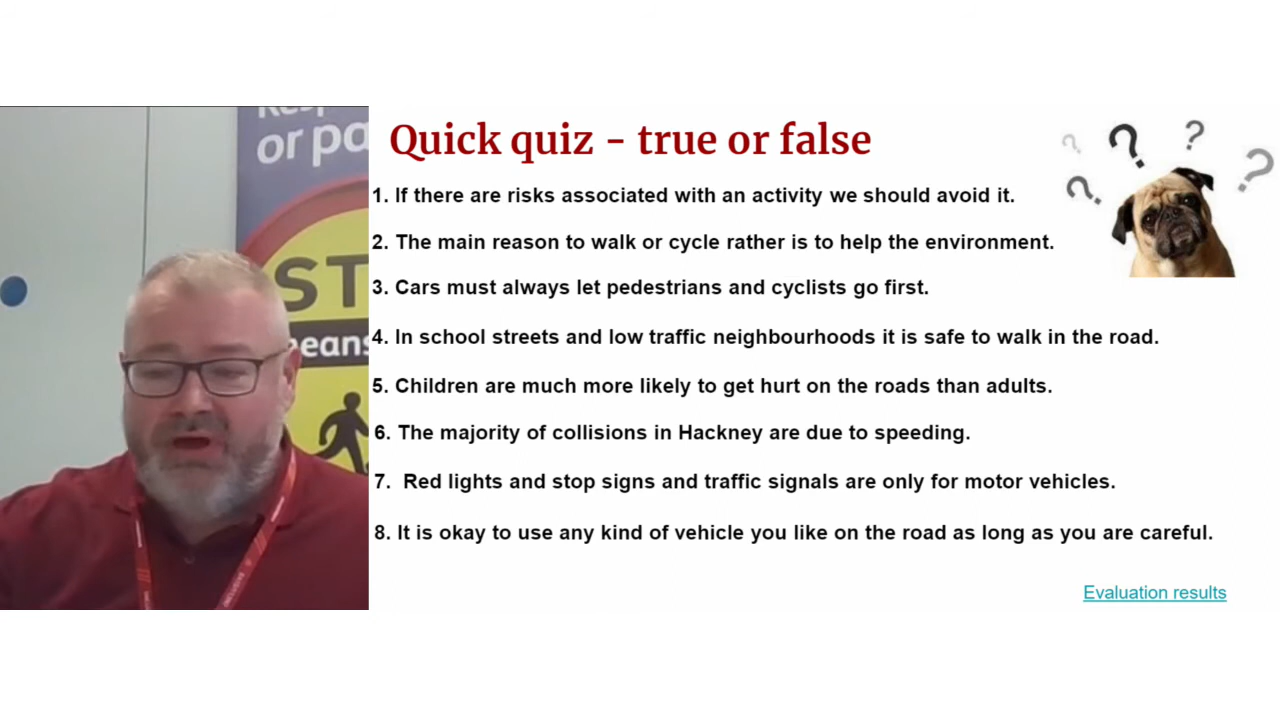 or pa
ST
means
Quick quiz – true or false
1. If there are risks associated with an activity we should avoid it.
2. The main reason to walk or cycle rather is to help the environment.
3. Cars must always let pedestrians and cyclists go first.
4. In school streets and low traffic neighbourhoods it is safe to walk in the road.
5. Children are much more likely to get hurt on the roads than adults.
6. The majority of collisions in Hackney are due to speeding.
7. Red lights and stop signs and traffic signals are only for motor vehicles.
8. It is okay to use any kind of vehicle you like on the road as long as you are careful.
Evaluation results